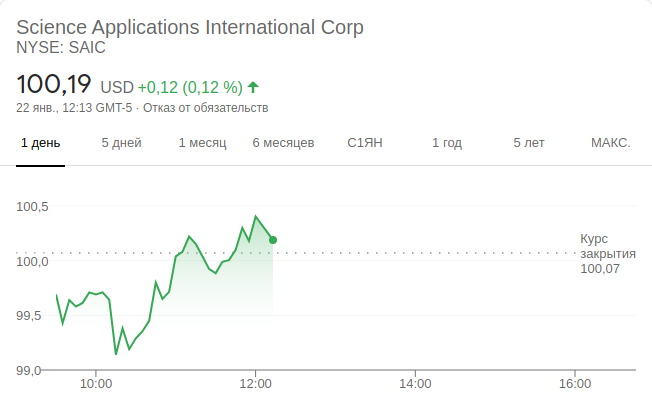 Science Applications International Corp
NYSE: SAIC
100,19 USD +0,12 (0,12 %)
22 янв., 12:13 GMT-5 · Отказ от обязательств
1 день 5 дней 1 месяц 6 месяцев С1ЯН 1 год 5 лет МАКС.
100,5
Курс
закрытия
100,07
100,0
99,5
99,0
10:00 12:00 14:00 16:00